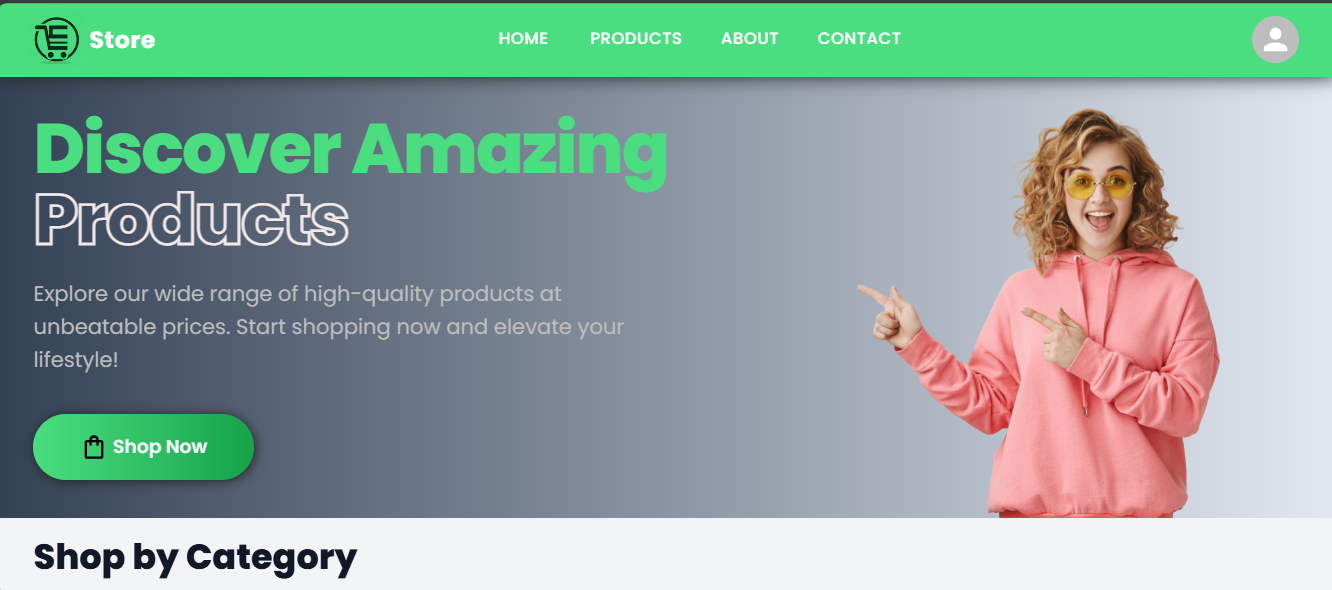 Store
HOME PRODUCTS ABOUT CONTACT
Discover Amazing
Products
Explore our wide range of high-quality products at
unbeatable prices. Start shopping now and elevate your
lifestyle!
Shop Now
Shop by Category